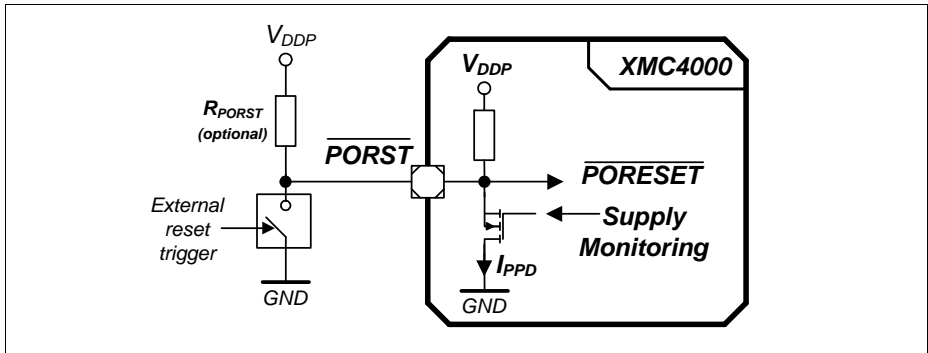 V_DDP
R_PORST
(optional)
External
reset
trigger
GND
PORST
XMC4000
V_DDP
PORESET
Supply
Monitoring
I_PPD
GND